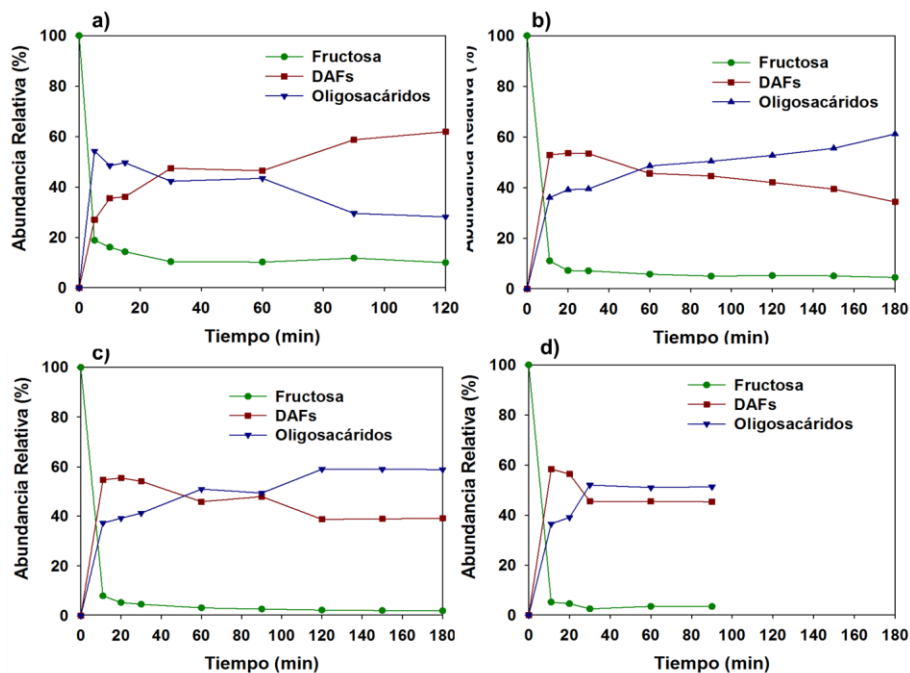 a)
Abundancia Relativa (%)
100
80
60
40
20
0
Fructosa
DAFs
Oligosacáridos
0 20 40 60 80 100 120
Tiempo (min)
b)
Abundancia Relativa (%)
100
80
60
40
20
0
Fructosa
DAFs
Oligosacáridos
0 20 40 60 80 100 120 140 160 180
Tiempo (min)
c)
Abundancia Relativa (%)
100
80
60
40
20
0
Fructosa
DAFs
Oligosacáridos
0 20 40 60 80 100 120 140 160 180
Tiempo (min)
d)
Abundancia Relativa (%)
100
80
60
40
20
0
Fructosa
DAFs
Oligosacáridos
0 20 40 60 80 100 120 140 160 180
Tiempo (min)